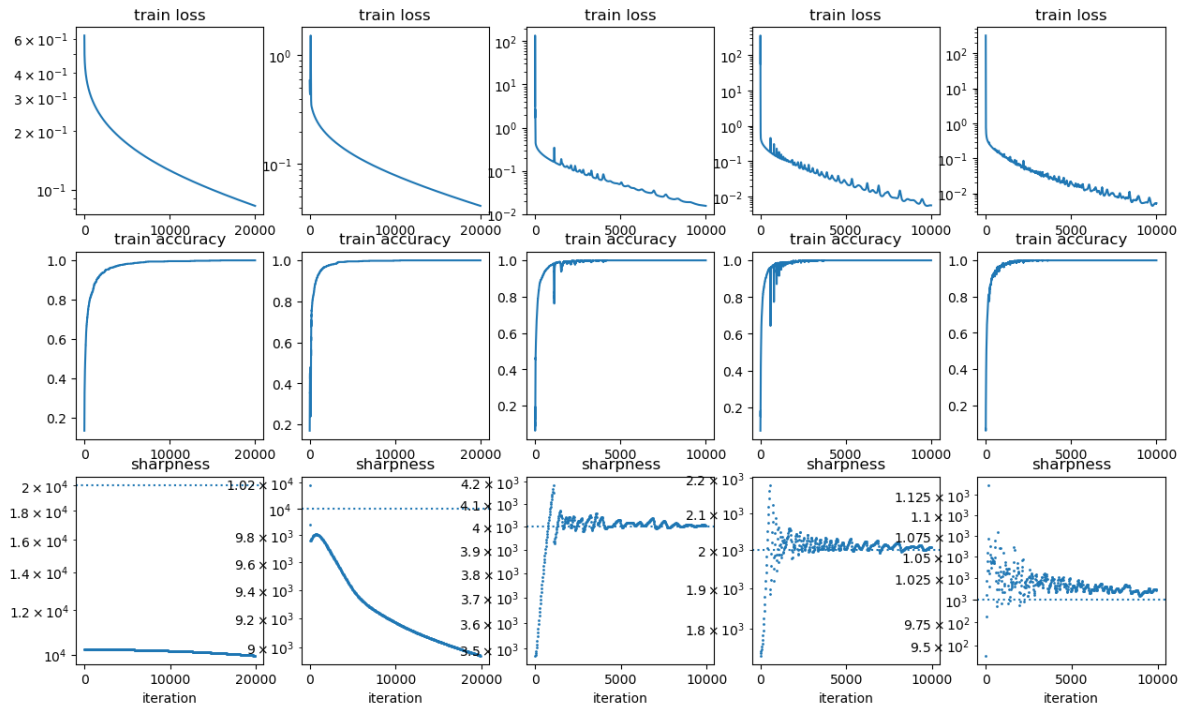 train loss
train loss
train loss
train loss
train loss
6 × 10⁻¹
4 × 10⁻¹
3 × 10⁻¹
2 × 10⁻¹
10⁻¹
0
10000
20000
10⁰
10⁻¹
0
10000
20000
10²
10¹
10⁰
10⁻¹
10⁻²
0
5000
10000
10²
10¹
10⁰
10⁻¹
10⁻²
0
5000
10000
10²
10¹
10⁰
10⁻¹
10⁻²
0
5000
10000
train accuracy
train accuracy
train accuracy
train accuracy
train accuracy
1.0
0.8
0.6
0.4
0.2
0
10000
20000
1.0
0.8
0.6
0.4
0.2
0
10000
20000
1.0
0.8
0.6
0.4
0.2
0
5000
10000
1.0
0.8
0.6
0.4
0.2
0
5000
10000
1.0
0.8
0.6
0.4
0.2
0
5000
10000
sharpness
sharpness
sharpness
sharpness
sharpness
2 × 10⁴
1.8 × 10⁴
1.6 × 10⁴
1.4 × 10⁴
1.2 × 10⁴
10⁴
0
10000
20000
iteration
1.02 × 10⁴
10⁴
9.8 × 10³
9.6 × 10³
9.4 × 10³
9.2 × 10³
9 × 10³
0
10000
20000
iteration
4.2 × 10³
4.1 × 10³
4 × 10³
3.9 × 10³
3.8 × 10³
3.7 × 10³
3.6 × 10³
3.5 × 10³
0
5000
10000
iteration
2.2 × 10³
2.1 × 10³
2 × 10³
1.9 × 10³
1.8 × 10³
0
5000
10000
iteration
1.125 × 10³
1.1 × 10³
1.075 × 10³
1.05 × 10³
1.025 × 10³
10³
9.75 × 10²
9.5 × 10²
0
5000
10000
iteration